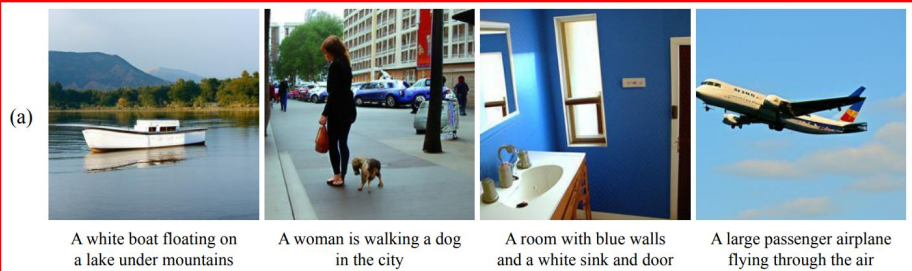 (a)
A white boat floating on
a lake under mountains
A woman is walking a dog
in the city
A room with blue walls
and a white sink and door
A large passenger airplane
flying through the air